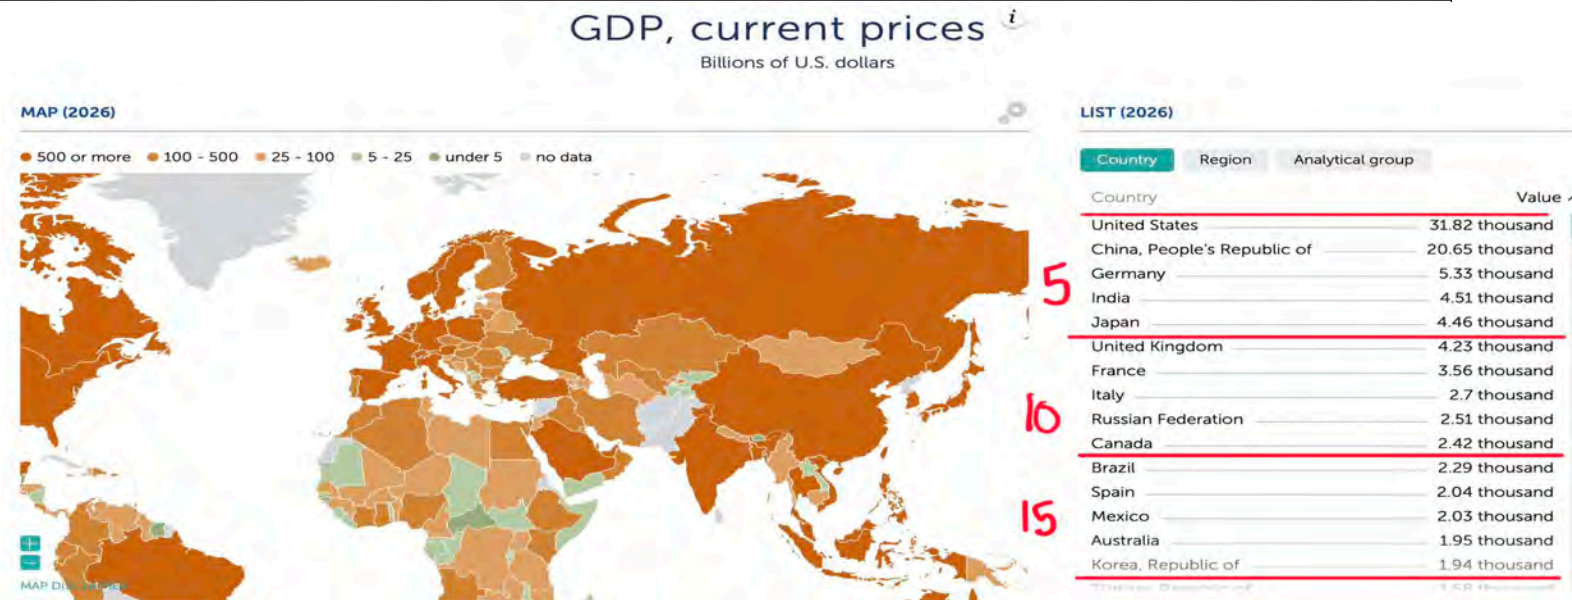 GDP, current prices i
Billions of U.S. dollars
MAP (2026)
500 or more 100 - 500 25 - 100 5 - 25 under 5 no data
MAP
LIST (2026)
Country Region Analytical group
Country Value
United States 31.82 thousand
China, People's Republic of 20.65 thousand
Germany 5.33 thousand
India 4.51 thousand
Japan 4.46 thousand
5
United Kingdom 4.23 thousand
France 3.56 thousand
Italy 2.7 thousand
Russian Federation 2.51 thousand
Canada 2.42 thousand
10
Brazil 2.29 thousand
Spain 2.04 thousand
Mexico 2.03 thousand
Australia 1.95 thousand
Korea, Republic of 1.94 thousand
15